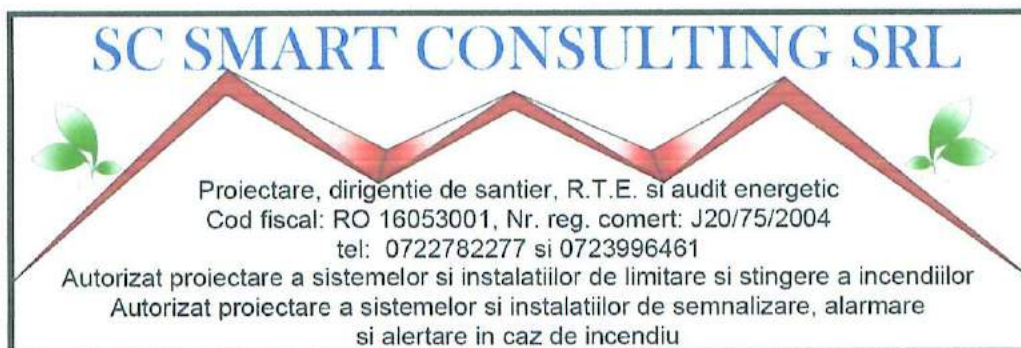 SC SMART CONSULTING SRL
Proiectare, dirigentie de santier, R.T.E. si audit energetic
Cod fiscal: RO 16053001, Nr. reg. comert: J20/75/2004
tel: 0722782277 si 0723996461
Autorizat proiectare a sistemelor si instalatiilor de limitare si stingere a incendiilor
Autorizat proiectare a sistemelor si instalatiilor de semnalizare, alarmare
si alertare in caz de incendiu